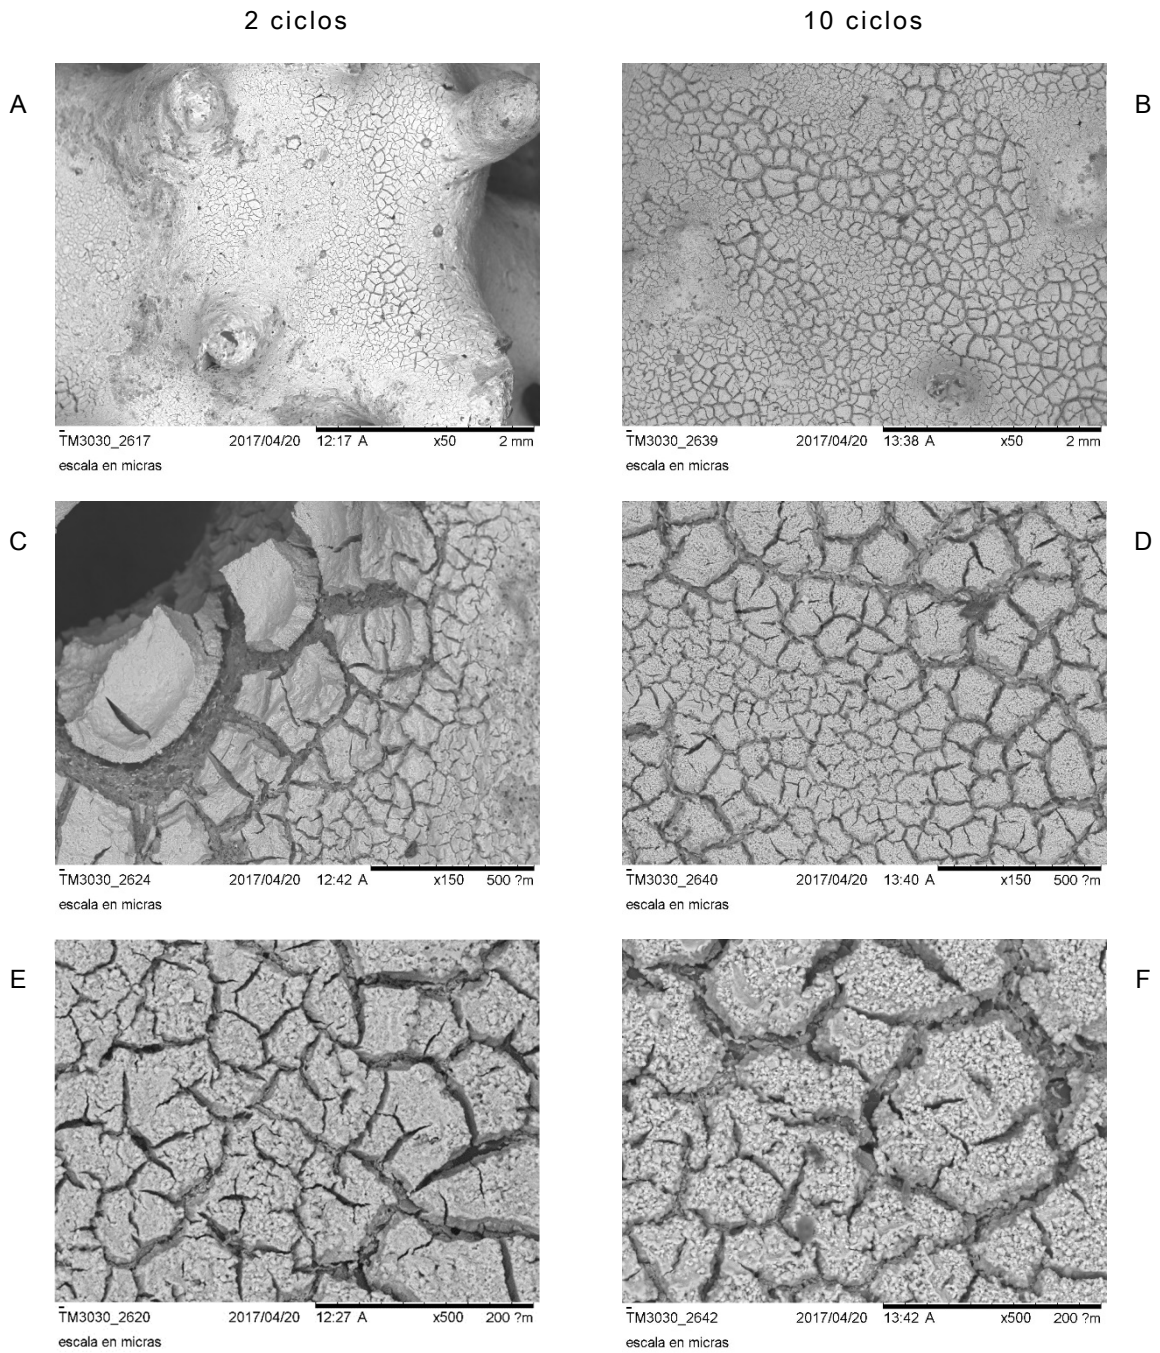 2 ciclos 10 ciclos
A
B
TM3030_2617 2017/04/20 12:17 A x50 2 mm
escala en micras
TM3030_2639 2017/04/20 13:38 A x50 2 mm
escala en micras
C
D
TM3030_2624 2017/04/20 12:42 A x150 500 ?m
escala en micras
TM3030_2640 2017/04/20 13:40 A x150 500 ?m
escala en micras
E
F
TM3030_2620 2017/04/20 12:27 A x500 200 ?m
escala en micras
TM3030_2642 2017/04/20 13:42 A x500 200 ?m
escala en micras